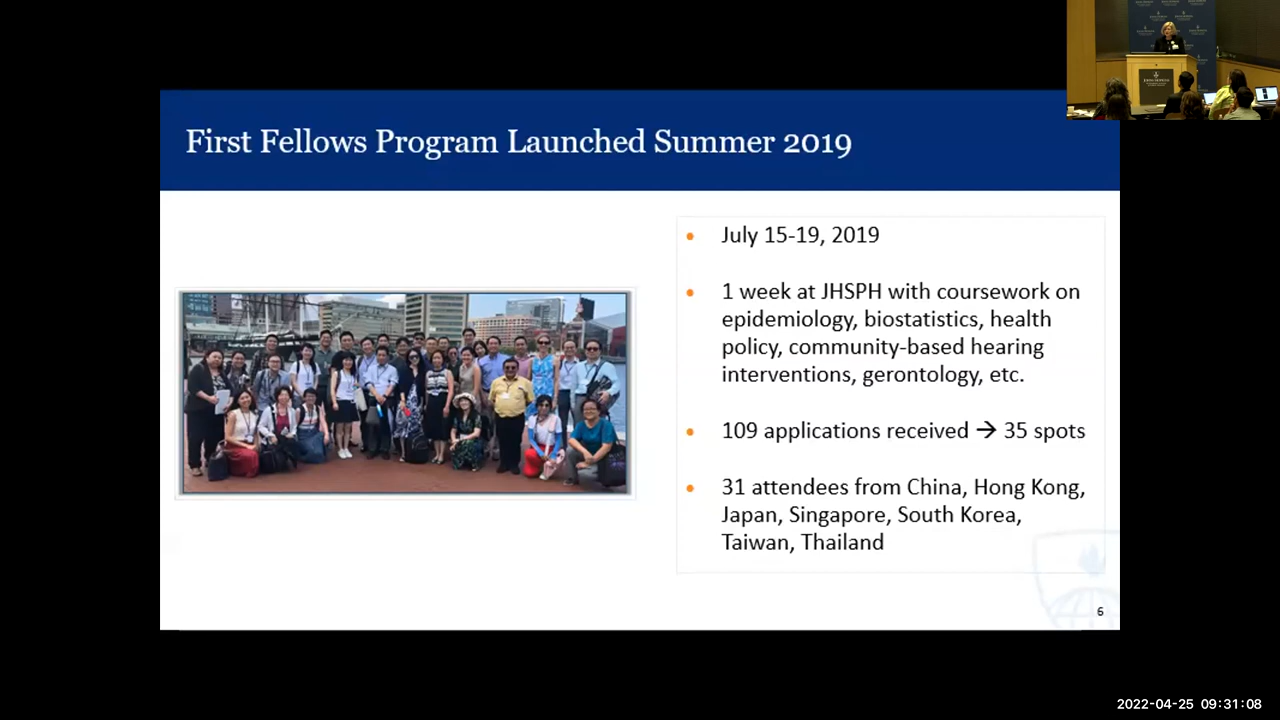 First Fellows Program Launched Summer 2019
• July 15-19, 2019
• 1 week at JHSPH with coursework on
epidemiology, biostatistics, health
policy, community-based hearing
interventions, gerontology, etc.
• 109 applications received → 35 spots
• 31 attendees from China, Hong Kong,
Japan, Singapore, South Korea,
Taiwan, Thailand
6
2022-04-25 09:31:08